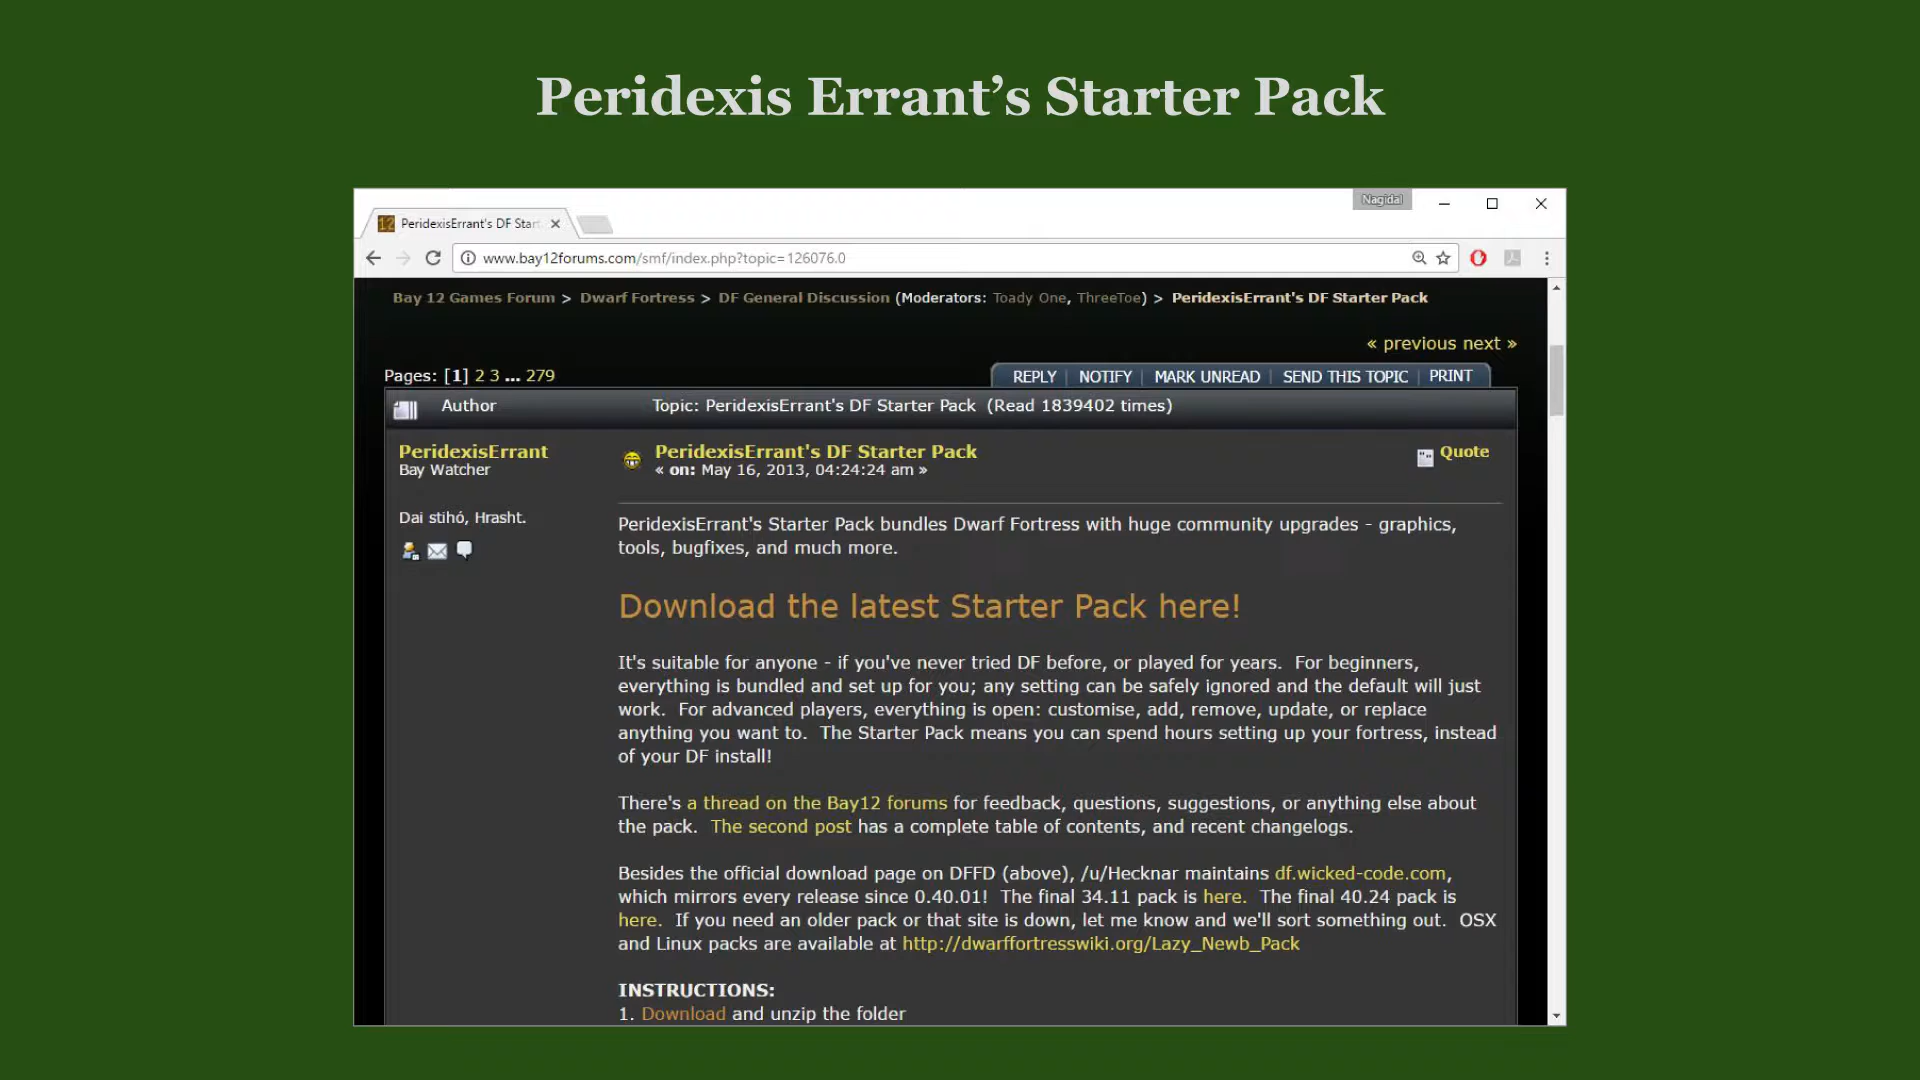 Peridexis Errant’s Starter Pack
Nagidal
PeridexisErrant's DF Start
www.bay12forums.com/smf/index.php?topic=126076.0
Bay 12 Games Forum > Dwarf Fortress > DF General Discussion (Moderators: Toady One, ThreeToe) > PeridexisErrant's DF Starter Pack
« previous next »
Pages: [1] 2 3 ... 279
REPLY NOTIFY MARK UNREAD SEND THIS TOPIC PRINT
Author Topic: PeridexisErrant's DF Starter Pack (Read 1839402 times)
PeridexisErrant
Bay Watcher
Dai stihó, Hrasht.
PeridexisErrant's DF Starter Pack
« on: May 16, 2013, 04:24:24 am »
Quote
PeridexisErrant's Starter Pack bundles Dwarf Fortress with huge community upgrades - graphics,
tools, bugfixes, and much more.
Download the latest Starter Pack here!
It's suitable for anyone - if you've never tried DF before, or played for years. For beginners,
everything is bundled and set up for you; any setting can be safely ignored and the default will just
work. For advanced players, everything is open: customise, add, remove, update, or replace
anything you want to. The Starter Pack means you can spend hours setting up your fortress, instead
of your DF install!
There's a thread on the Bay12 forums for feedback, questions, suggestions, or anything else about
the pack. The second post has a complete table of contents, and recent changelogs.
Besides the official download page on DFFD (above), /u/Hecknar maintains df.wicked-code.com,
which mirrors every release since 0.40.01! The final 34.11 pack is here. The final 40.24 pack is
here. If you need an older pack or that site is down, let me know and we'll sort something out. OSX
and Linux packs are available at http://dwarffortresswiki.org/Lazy_Newb_Pack
INSTRUCTIONS:
1. Download and unzip the folder